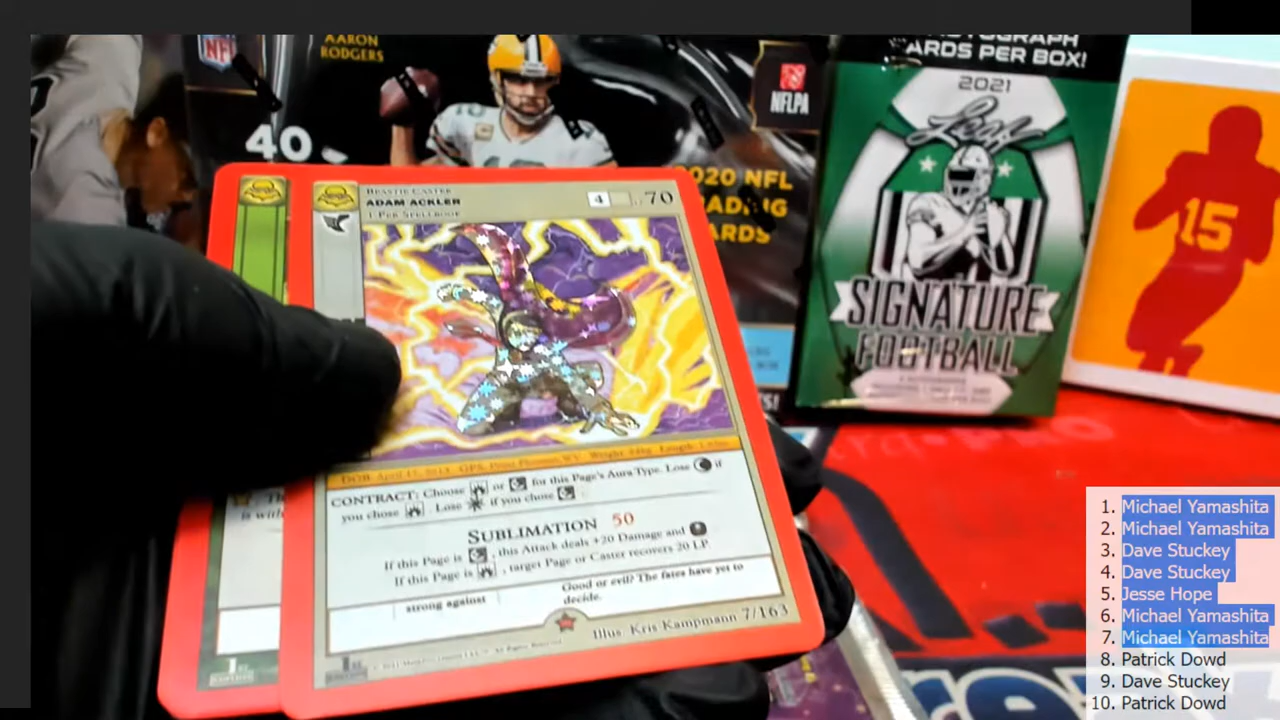 AARON
RODGERS
NFL
40
NFLPA
2020 NFL
TRADING
CARDS
AUTOGRAPH
CARDS PER BOX!
2021
Leaf
SIGNATURE
FOOTBALL
15
BEASTIE CASTER
ADAM ACKLER
1 PER SPELLBOOK
4
70
DOB: April 15, 2014 GPS: Point Pleasant, WV Weight:
CONTRACT: Choose or for this Page's Aura Type. Lose if
you chose . Lose if you chose .
SUBLIMATION 50
If this Page is , this Attack deals +20 Damage and
If this Page is , target Page or Caster recovers 20 LP.
strong against
Good or evil? The fates have yet to
decide.
Illus. Kris Kampmann 7/163
1st
1st
1. Michael Yamashita
2. Michael Yamashita
3. Dave Stuckey
4. Dave Stuckey
5. Jesse Hope
6. Michael Yamashita
7. Michael Yamashita
8. Patrick Dowd
9. Dave Stuckey
10. Patrick Dowd